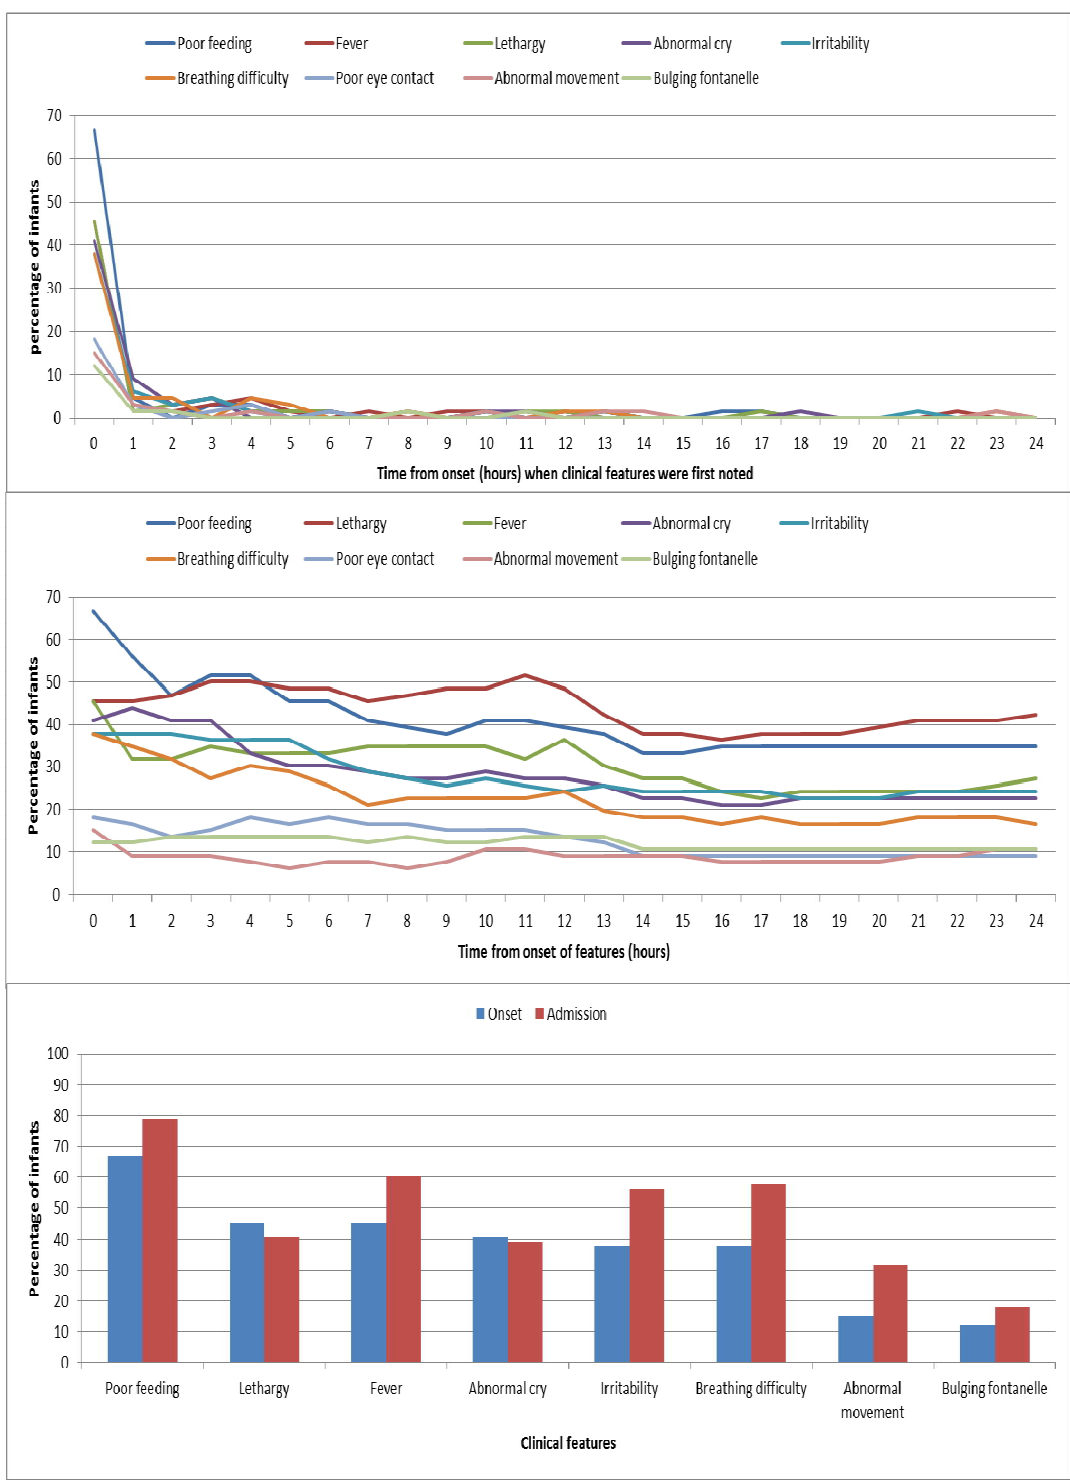 Poor feeding Fever Lethargy Abnormal cry Irritability
Breathing difficulty Poor eye contact Abnormal movement Bulging fontanelle
70
60
50
40
30
20
10
0
percentage of infants
0 1 2 3 4 5 6 7 8 9 10 11 12 13 14 15 16 17 18 19 20 21 22 23 24
Time from onset (hours) when clinical features were first noted
Poor feeding Lethargy Fever Abnormal cry Irritability
Breathing difficulty Poor eye contact Abnormal movement Bulging fontanelle
70
60
50
40
30
20
10
0
Percentage of infants
0 1 2 3 4 5 6 7 8 9 10 11 12 13 14 15 16 17 18 19 20 21 22 23 24
Time from onset of features (hours)
Onset Admission
100
90
80
70
60
50
40
30
20
10
0
Percentage of infants
Poor feeding Lethargy Fever Abnormal cry Irritability Breathing difficulty Abnormal Bulging fontanelle
movement
Clinical features